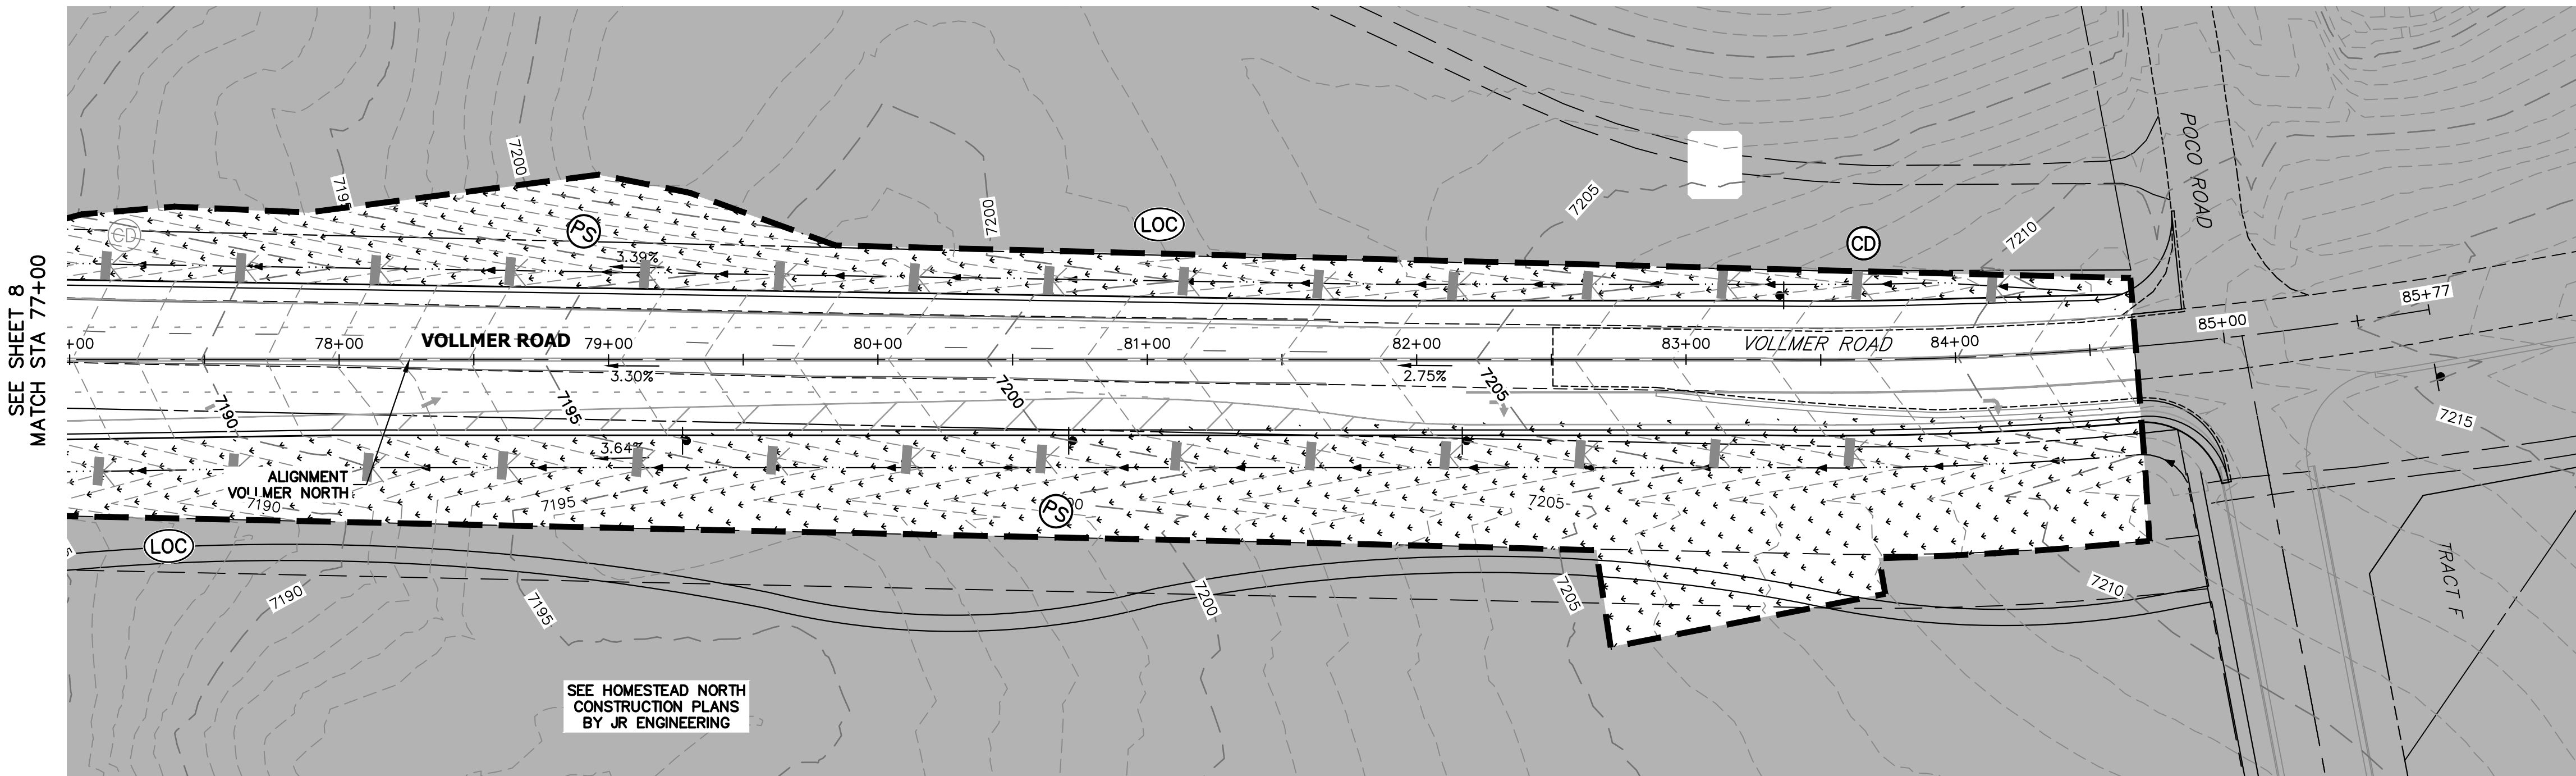 SEE SHEET 8
MATCH STA 77+00
7195
7200
7200
7205
7210
POCO ROAD
CD
PS
LOC
CD
3.39%
+00
78+00
VOLLMER ROAD
79+00
80+00
81+00
82+00
83+00
VOLLMER ROAD
84+00
85+00
85+77
3.30%
2.75%
7190
7195
7200
7205
7215
3.64%
ALIGNMENT
VOLLMER NORTH
7190
7195
PS
00
7205
LOC
5
7190
7195
7200
7205
7210
TRACT F
SEE HOMESTEAD NORTH
CONSTRUCTION PLANS
BY JR ENGINEERING